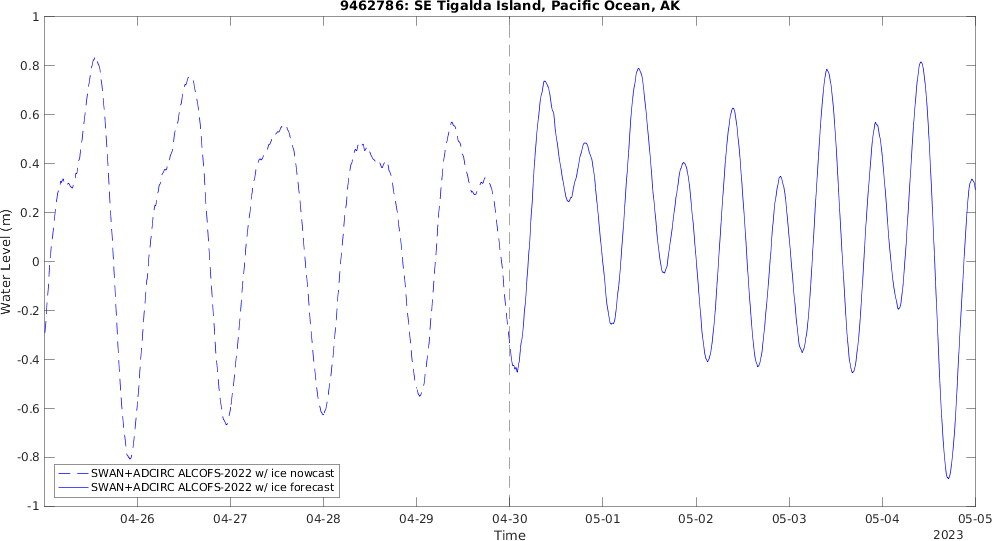 9462786: SE Tigalda Island, Pacific Ocean, AK
1
0.8
0.6
0.4
0.2
0
-0.2
-0.4
-0.6
-0.8
-1
Water Level (m)
SWAN+ADCIRC ALCOFS-2022 w/ ice nowcast
SWAN+ADCIRC ALCOFS-2022 w/ ice forecast
04-26 04-27 04-28 04-29 04-30 05-01 05-02 05-03 05-04 05-05
Time
2023